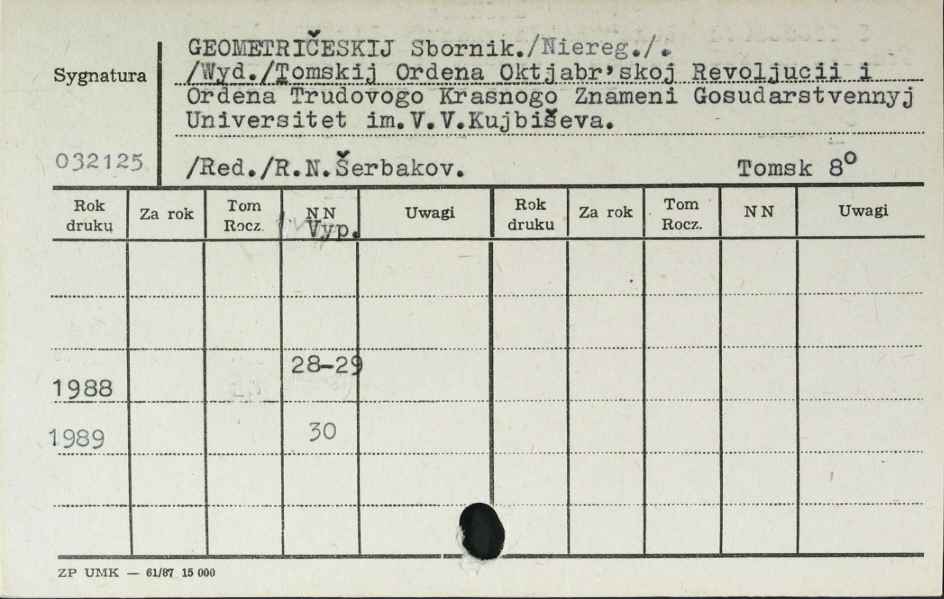 GEOMETRIČESKIJ Sbornik./Niereg./.
Sygnatura
/Wyd./Tomskij Ordena Oktjabr'skoj Revoljucii i
Ordena Trudovogo Krasnogo Znameni Gosudarstvennyj
Universitet im.V.V.Kujbiševa.
032125
/Red./R.N.Šerbakov. Tomsk 8°
Rok druku Za rok Tom Rocz. NN Uwagi Rok druku Za rok Tom Rocz. NN Uwagi
Vyp.
28-29
1988
1989 30
ZP UMK — 61/87 15 000